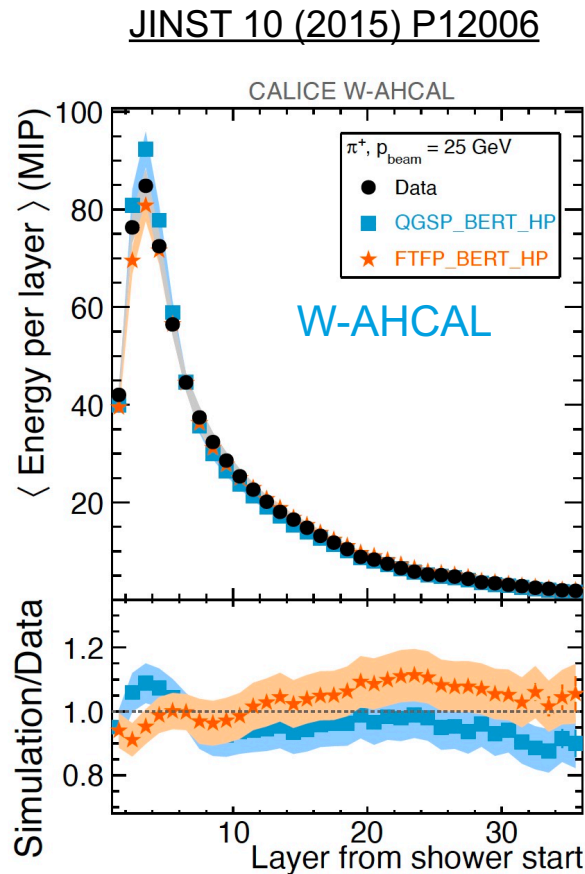 JINST 10 (2015) P12006
CALICE W-AHCAL
100
80
60
40
20
⟨ Energy per layer ⟩ (MIP)
π+, p_beam = 25 GeV
Data
QGSP_BERT_HP
FTFP_BERT_HP
W-AHCAL
1.2
1.0
0.8
Simulation/Data
10
20
30
Layer from shower start